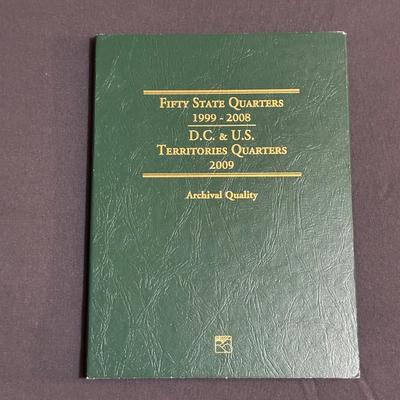 FIFTY STATE QUARTERS
1999 - 2008
D.C. & U.S.
TERRITORIES QUARTERS
2009
Archival Quality